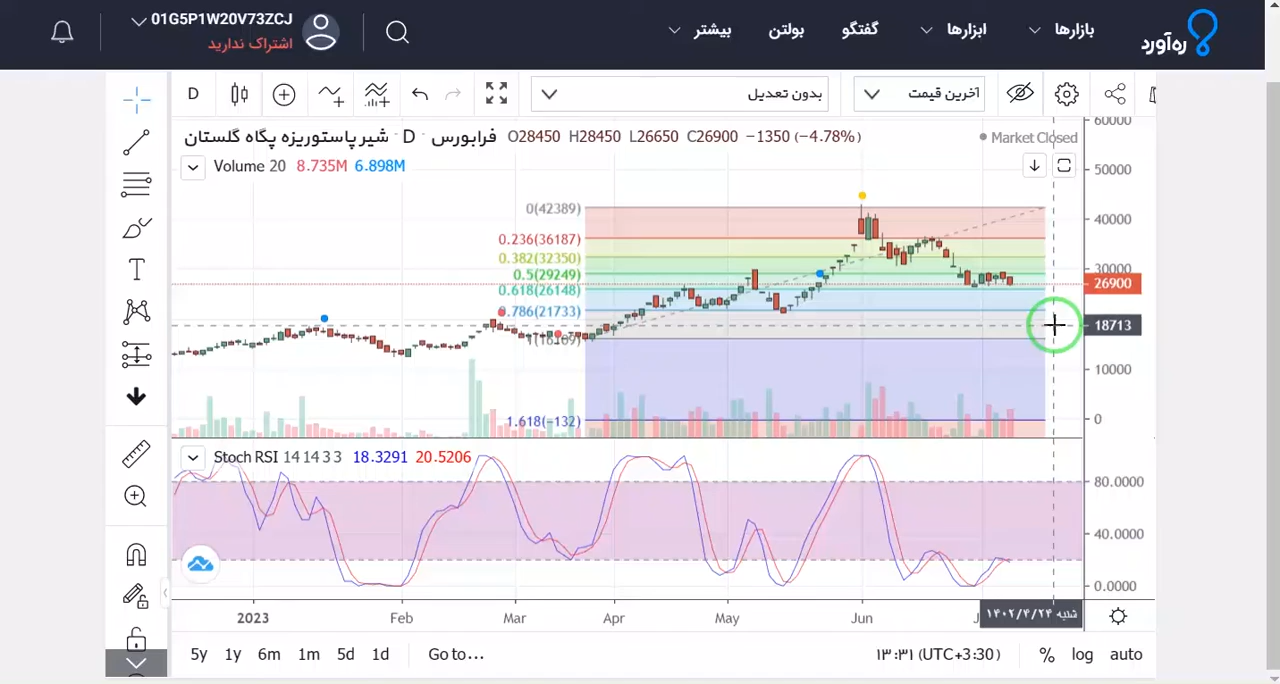 01G5P1W20V73ZCJ
اشتراک ندارید
بیشتر
بولتن
گفتگو
ابزارها
بازارها
ره‌آورد
D
بدون تعدیل
آخرین قیمت
شیر پاستوریزه پگاه گلستان - D - فرابورس O28450 H28450 L26650 C26900 −1350 (−4.78%)
Market Closed
Volume 20 8.735M 6.898M
60000
50000
40000
30000
26900
18713
10000
0
0(42389)
0.236(36187)
0.382(32350)
0.5(29249)
0.618(26148)
0.786(21733)
1(16109)
1.618(−132)
Stoch RSI 14 14 3 3 18.3291 20.5206
80.0000
40.0000
0.0000
2023 Feb Mar Apr May Jun
شنبه ۱۴۰۲/۴/۲۴
5y 1y 6m 1m 5d 1d Go to...
۱۳:۳۱ (UTC+3:30) % log auto